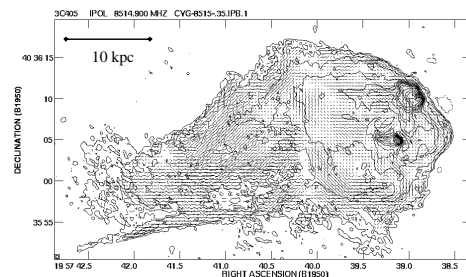 3C405 IPOL 8514.900 MHZ CYG-8515-.35.IPB.1
10 kpc
DECLINATION (B1950)
40 36 15
10
05
00
35 55
19 57 42.5 42.0 41.5 41.0 40.5 40.0 39.5 39.0 38.5
RIGHT ASCENSION (B1950)